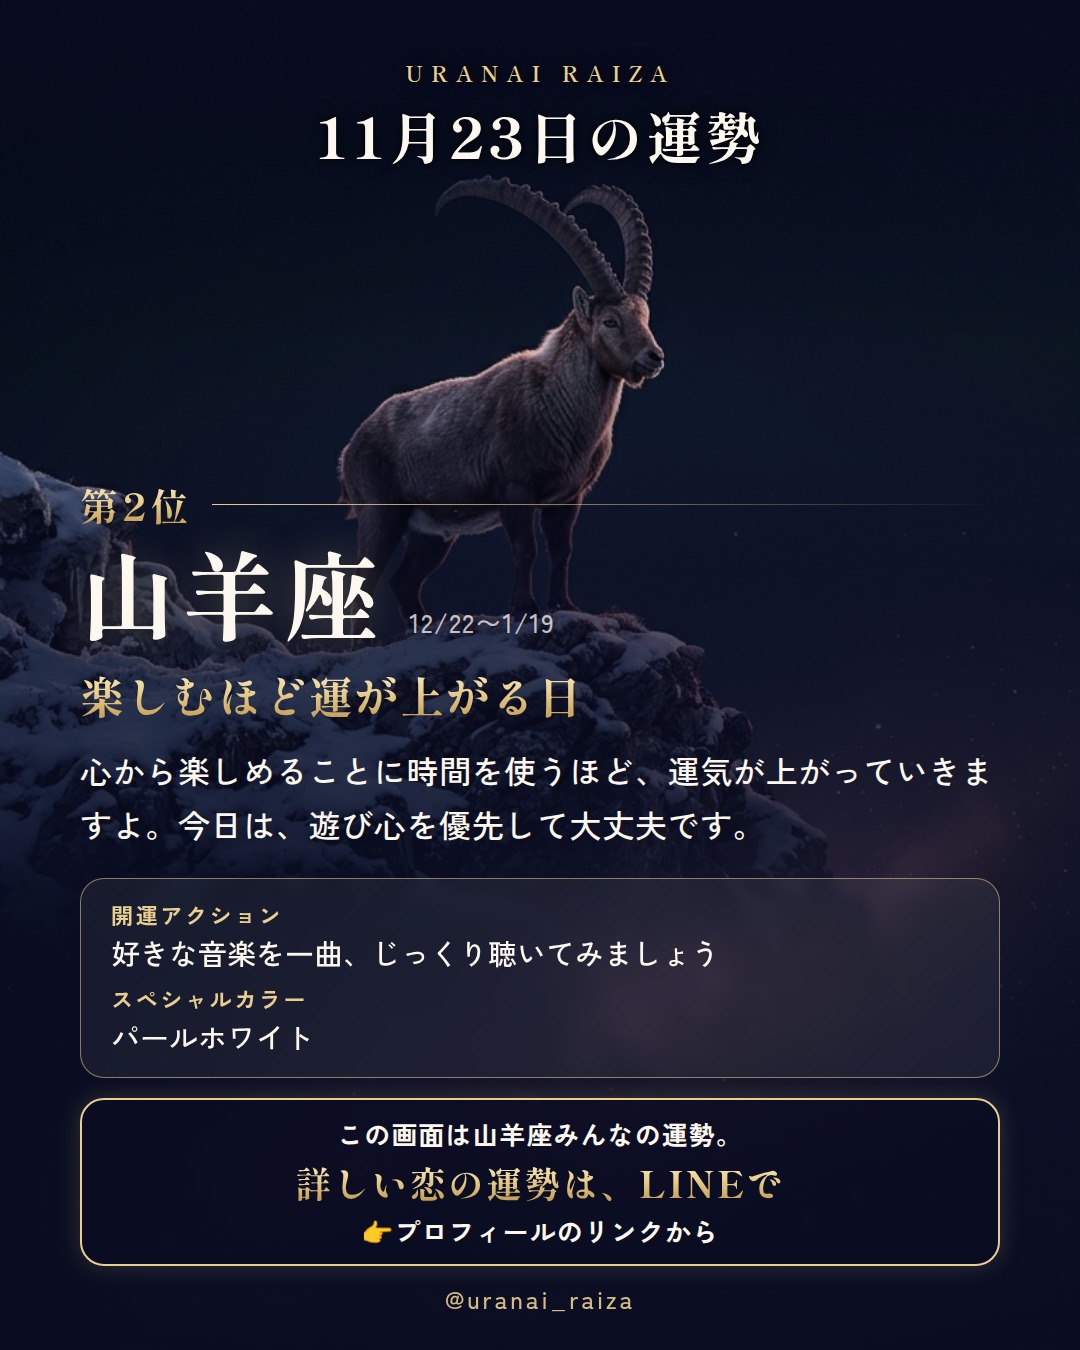 URANAI RAIZA
11月23日の運勢
第2位
山羊座 12/22〜1/19
楽しむほど運が上がる日
心から楽しめることに時間を使うほど、運気が上がっていきま
すよ。今日は、遊び心を優先して大丈夫です。
開運アクション
好きな音楽を一曲、じっくり聴いてみましょう
スペシャルカラー
パールホワイト
この画面は山羊座みんなの運勢。
詳しい恋の運勢は、LINEで
👉プロフィールのリンクから
@uranai_raiza